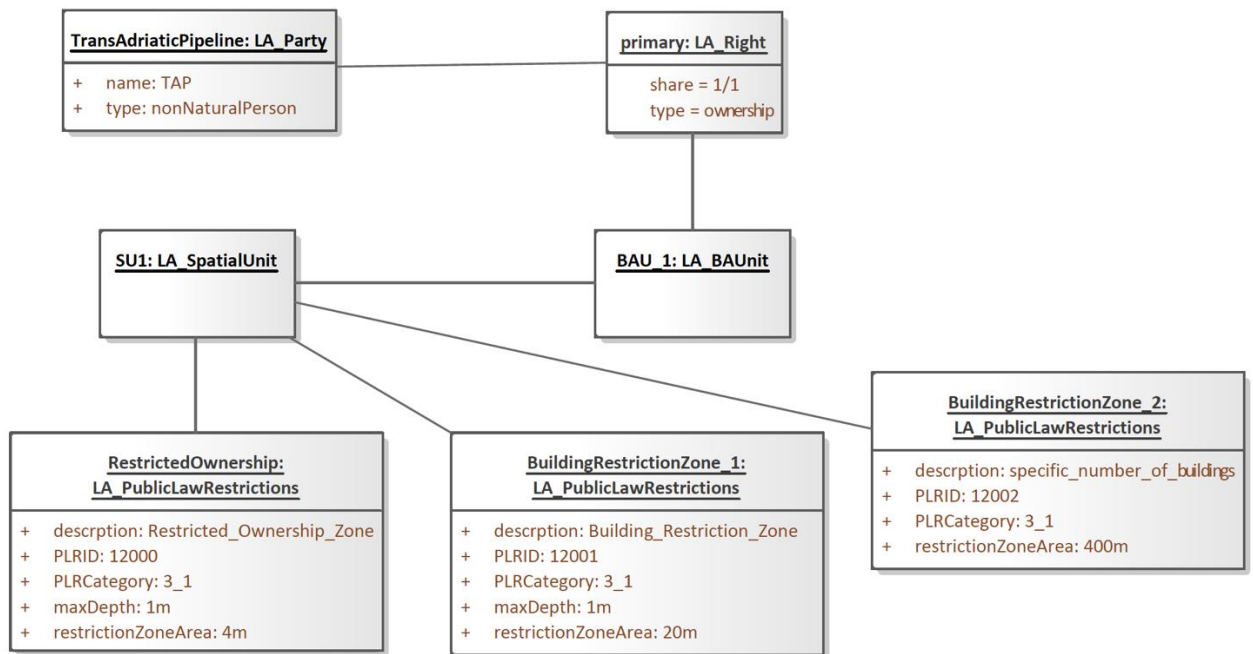 TransAdriaticPipeline: LA_Party
+ name: TAP
+ type: nonNaturalPerson
primary: LA_Right
share = 1/1
type = ownership
SU1: LA_SpatialUnit
BAU_1: LA_BAUnit
BuildingRestrictionZone_2:
LA_PublicLawRestrictions
+ descrption: specific_number_of_buildings
+ PLRID: 12002
+ PLRCategory: 3_1
+ restrictionZoneArea: 400m
RestrictedOwnership:
LA_PublicLawRestrictions
+ descrption: Restricted_Ownership_Zone
+ PLRID: 12000
+ PLRCategory: 3_1
+ maxDepth: 1m
+ restrictionZoneArea: 4m
BuildingRestrictionZone_1:
LA_PublicLawRestrictions
+ descrption: Building_Restriction_Zone
+ PLRID: 12001
+ PLRCategory: 3_1
+ maxDepth: 1m
+ restrictionZoneArea: 20m